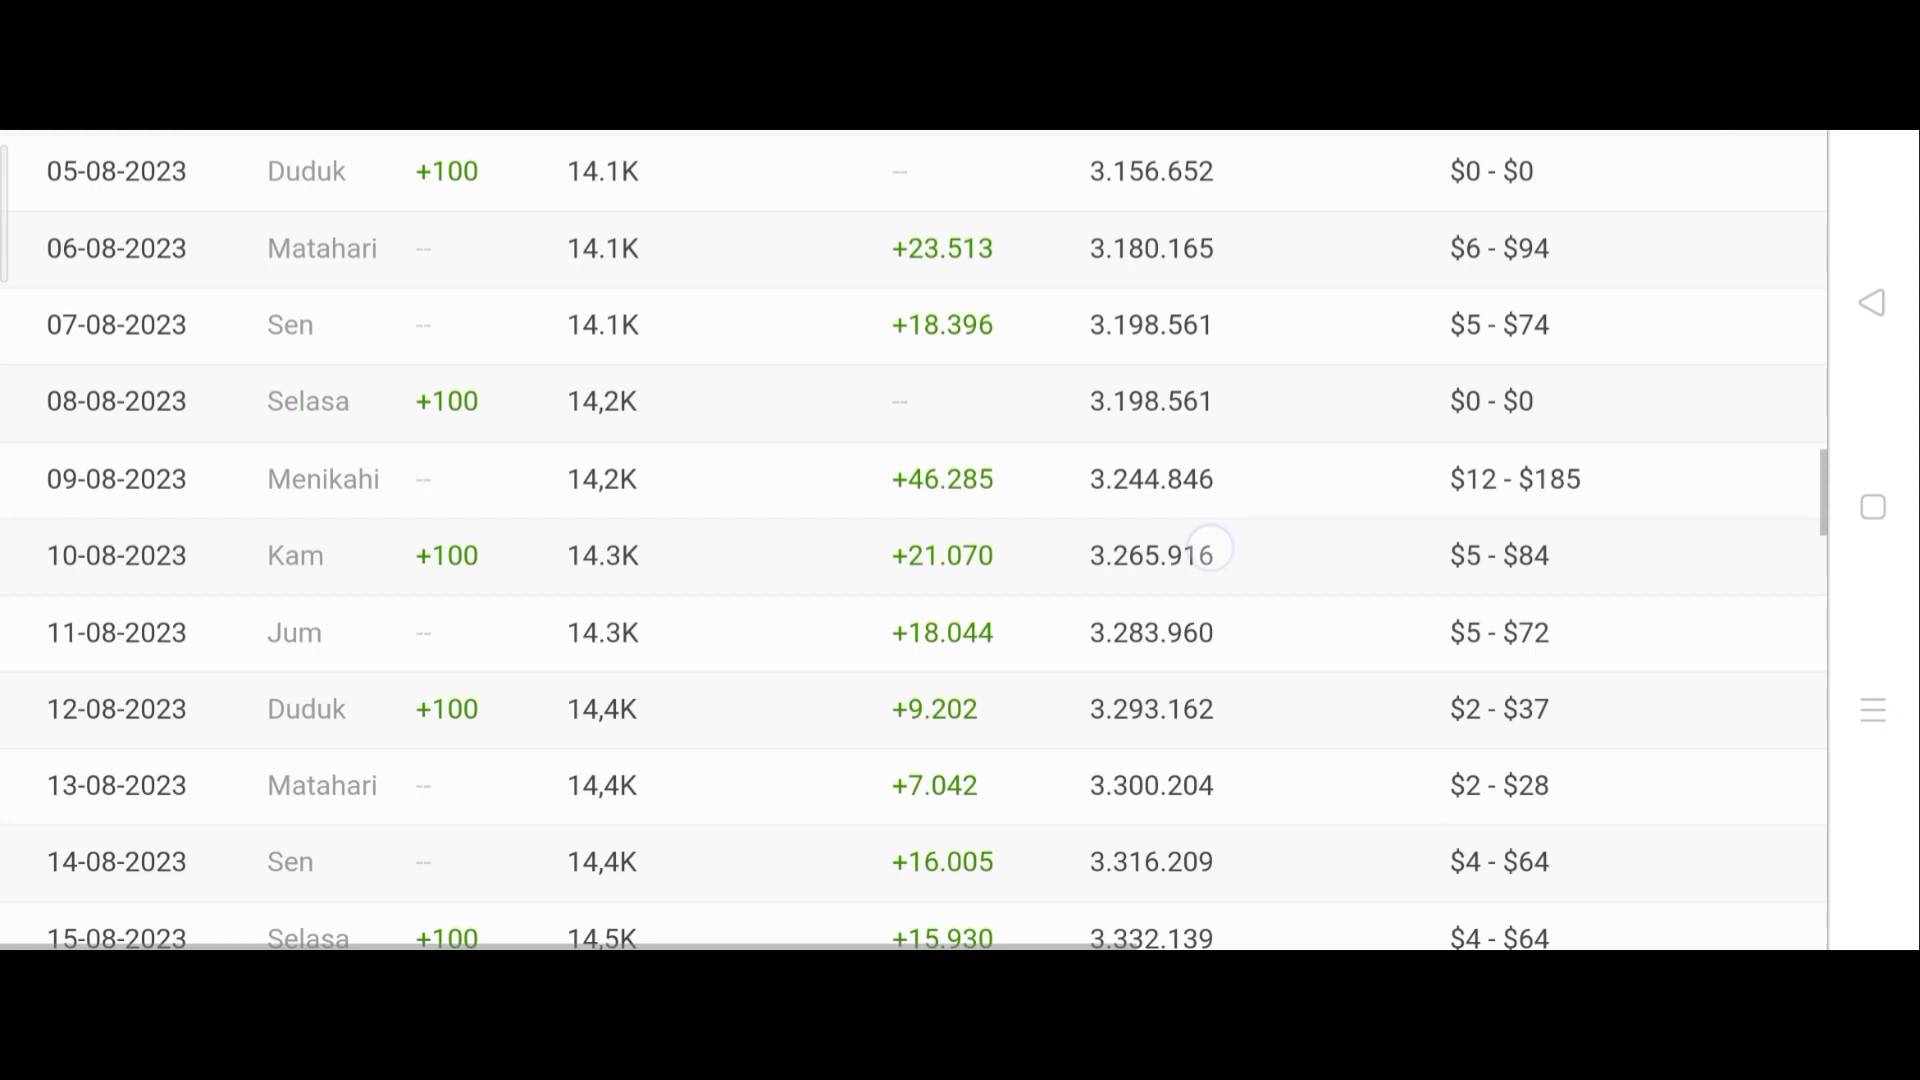 05-08-2023 Duduk +100 14.1K -- 3.156.652 $0 - $0
06-08-2023 Matahari -- 14.1K +23.513 3.180.165 $6 - $94
07-08-2023 Sen -- 14.1K +18.396 3.198.561 $5 - $74
08-08-2023 Selasa +100 14,2K -- 3.198.561 $0 - $0
09-08-2023 Menikahi -- 14,2K +46.285 3.244.846 $12 - $185
10-08-2023 Kam +100 14.3K +21.070 3.265.916 $5 - $84
11-08-2023 Jum -- 14.3K +18.044 3.283.960 $5 - $72
12-08-2023 Duduk +100 14,4K +9.202 3.293.162 $2 - $37
13-08-2023 Matahari -- 14,4K +7.042 3.300.204 $2 - $28
14-08-2023 Sen -- 14,4K +16.005 3.316.209 $4 - $64
15-08-2023 Selasa +100 14,5K +15.930 3.332.139 $4 - $64